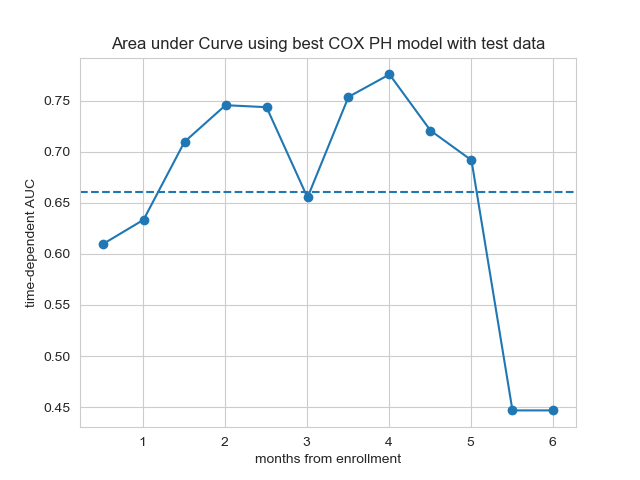 Area under Curve using best COX PH model with test data
time-dependent AUC
0.75
0.70
0.65
0.60
0.55
0.50
0.45
1 2 3 4 5 6
months from enrollment